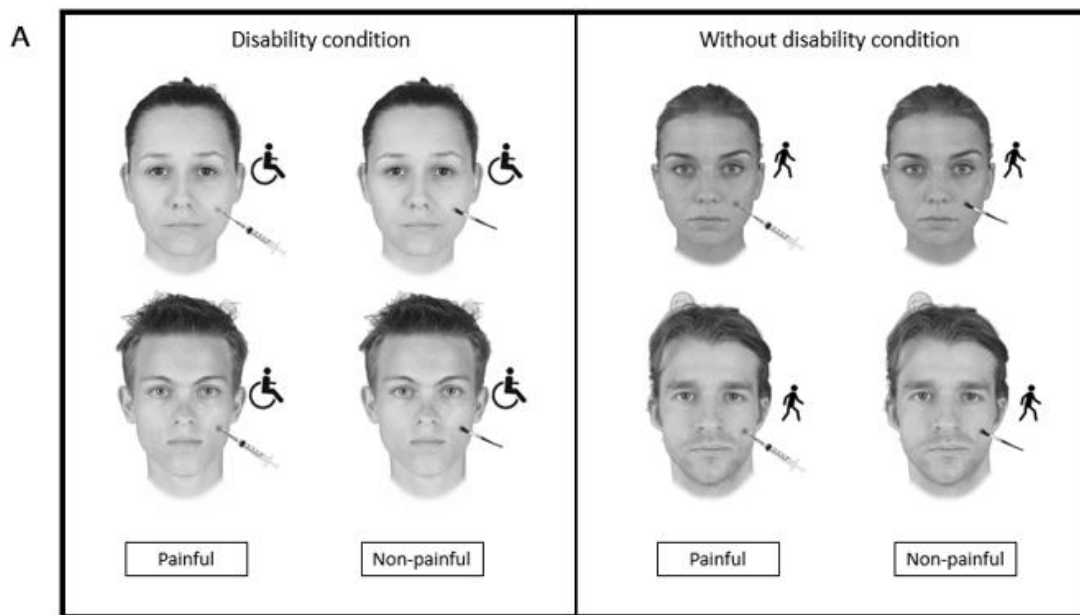 A
Disability condition
Without disability condition
Painful
Non-painful
Painful
Non-painful